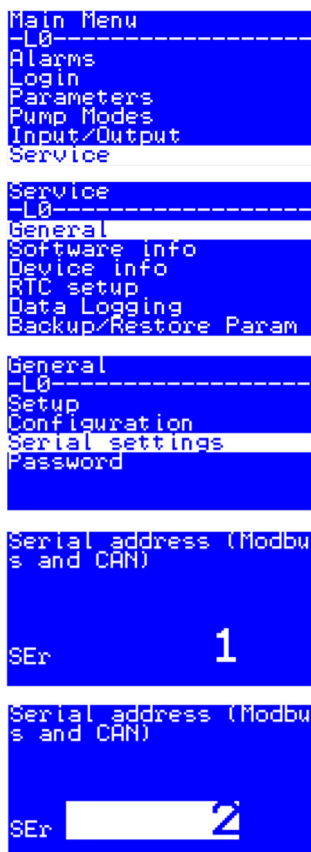 Main Menu
-L0------------------
Alarms
Login
Parameters
Pump Modes
Input/Output
Service
Service
-L0------------------
General
Software info
Device info
RTC setup
Data Logging
Backup/Restore Param
General
-L0------------------
Setup
Configuration
Serial settings
Password
Serial address (Modbu
s and CAN)
SEr 1
Serial address (Modbu
s and CAN)
SEr 2